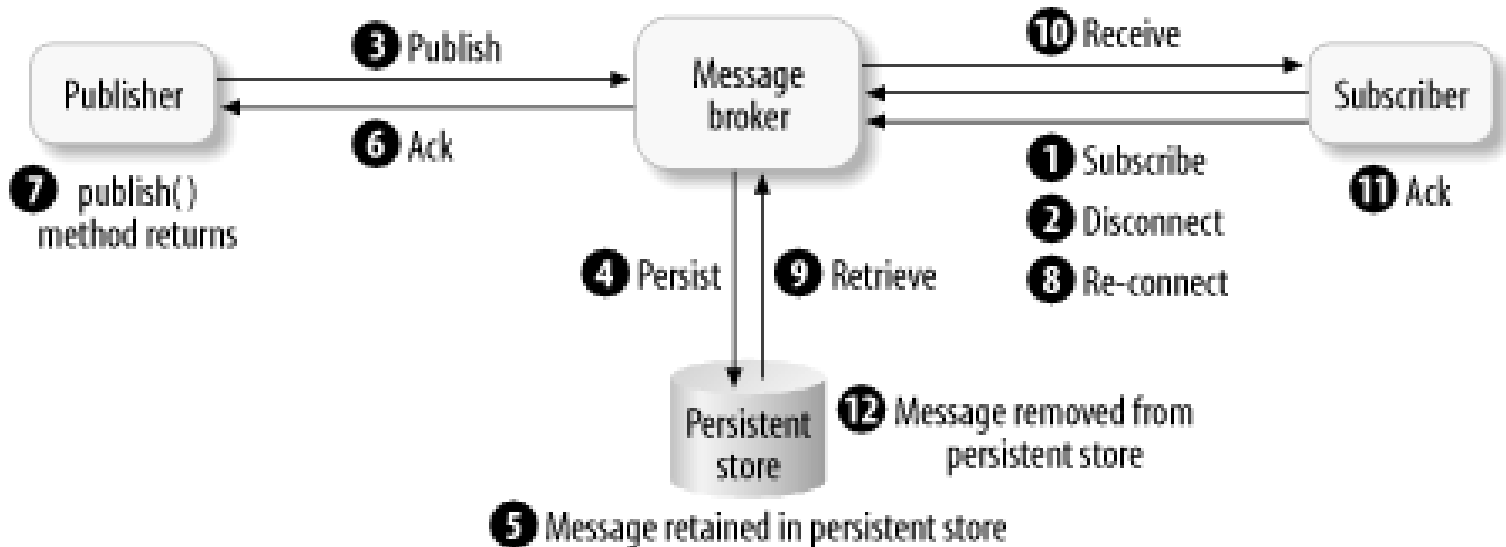 3 Publish
10 Receive
Publisher
Message
broker
Subscriber
6 Ack
7 publish()
method returns
1 Subscribe
11 Ack
2 Disconnect
4 Persist
9 Retrieve
8 Re-connect
Persistent
store
12 Message removed from
persistent store
5 Message retained in persistent store